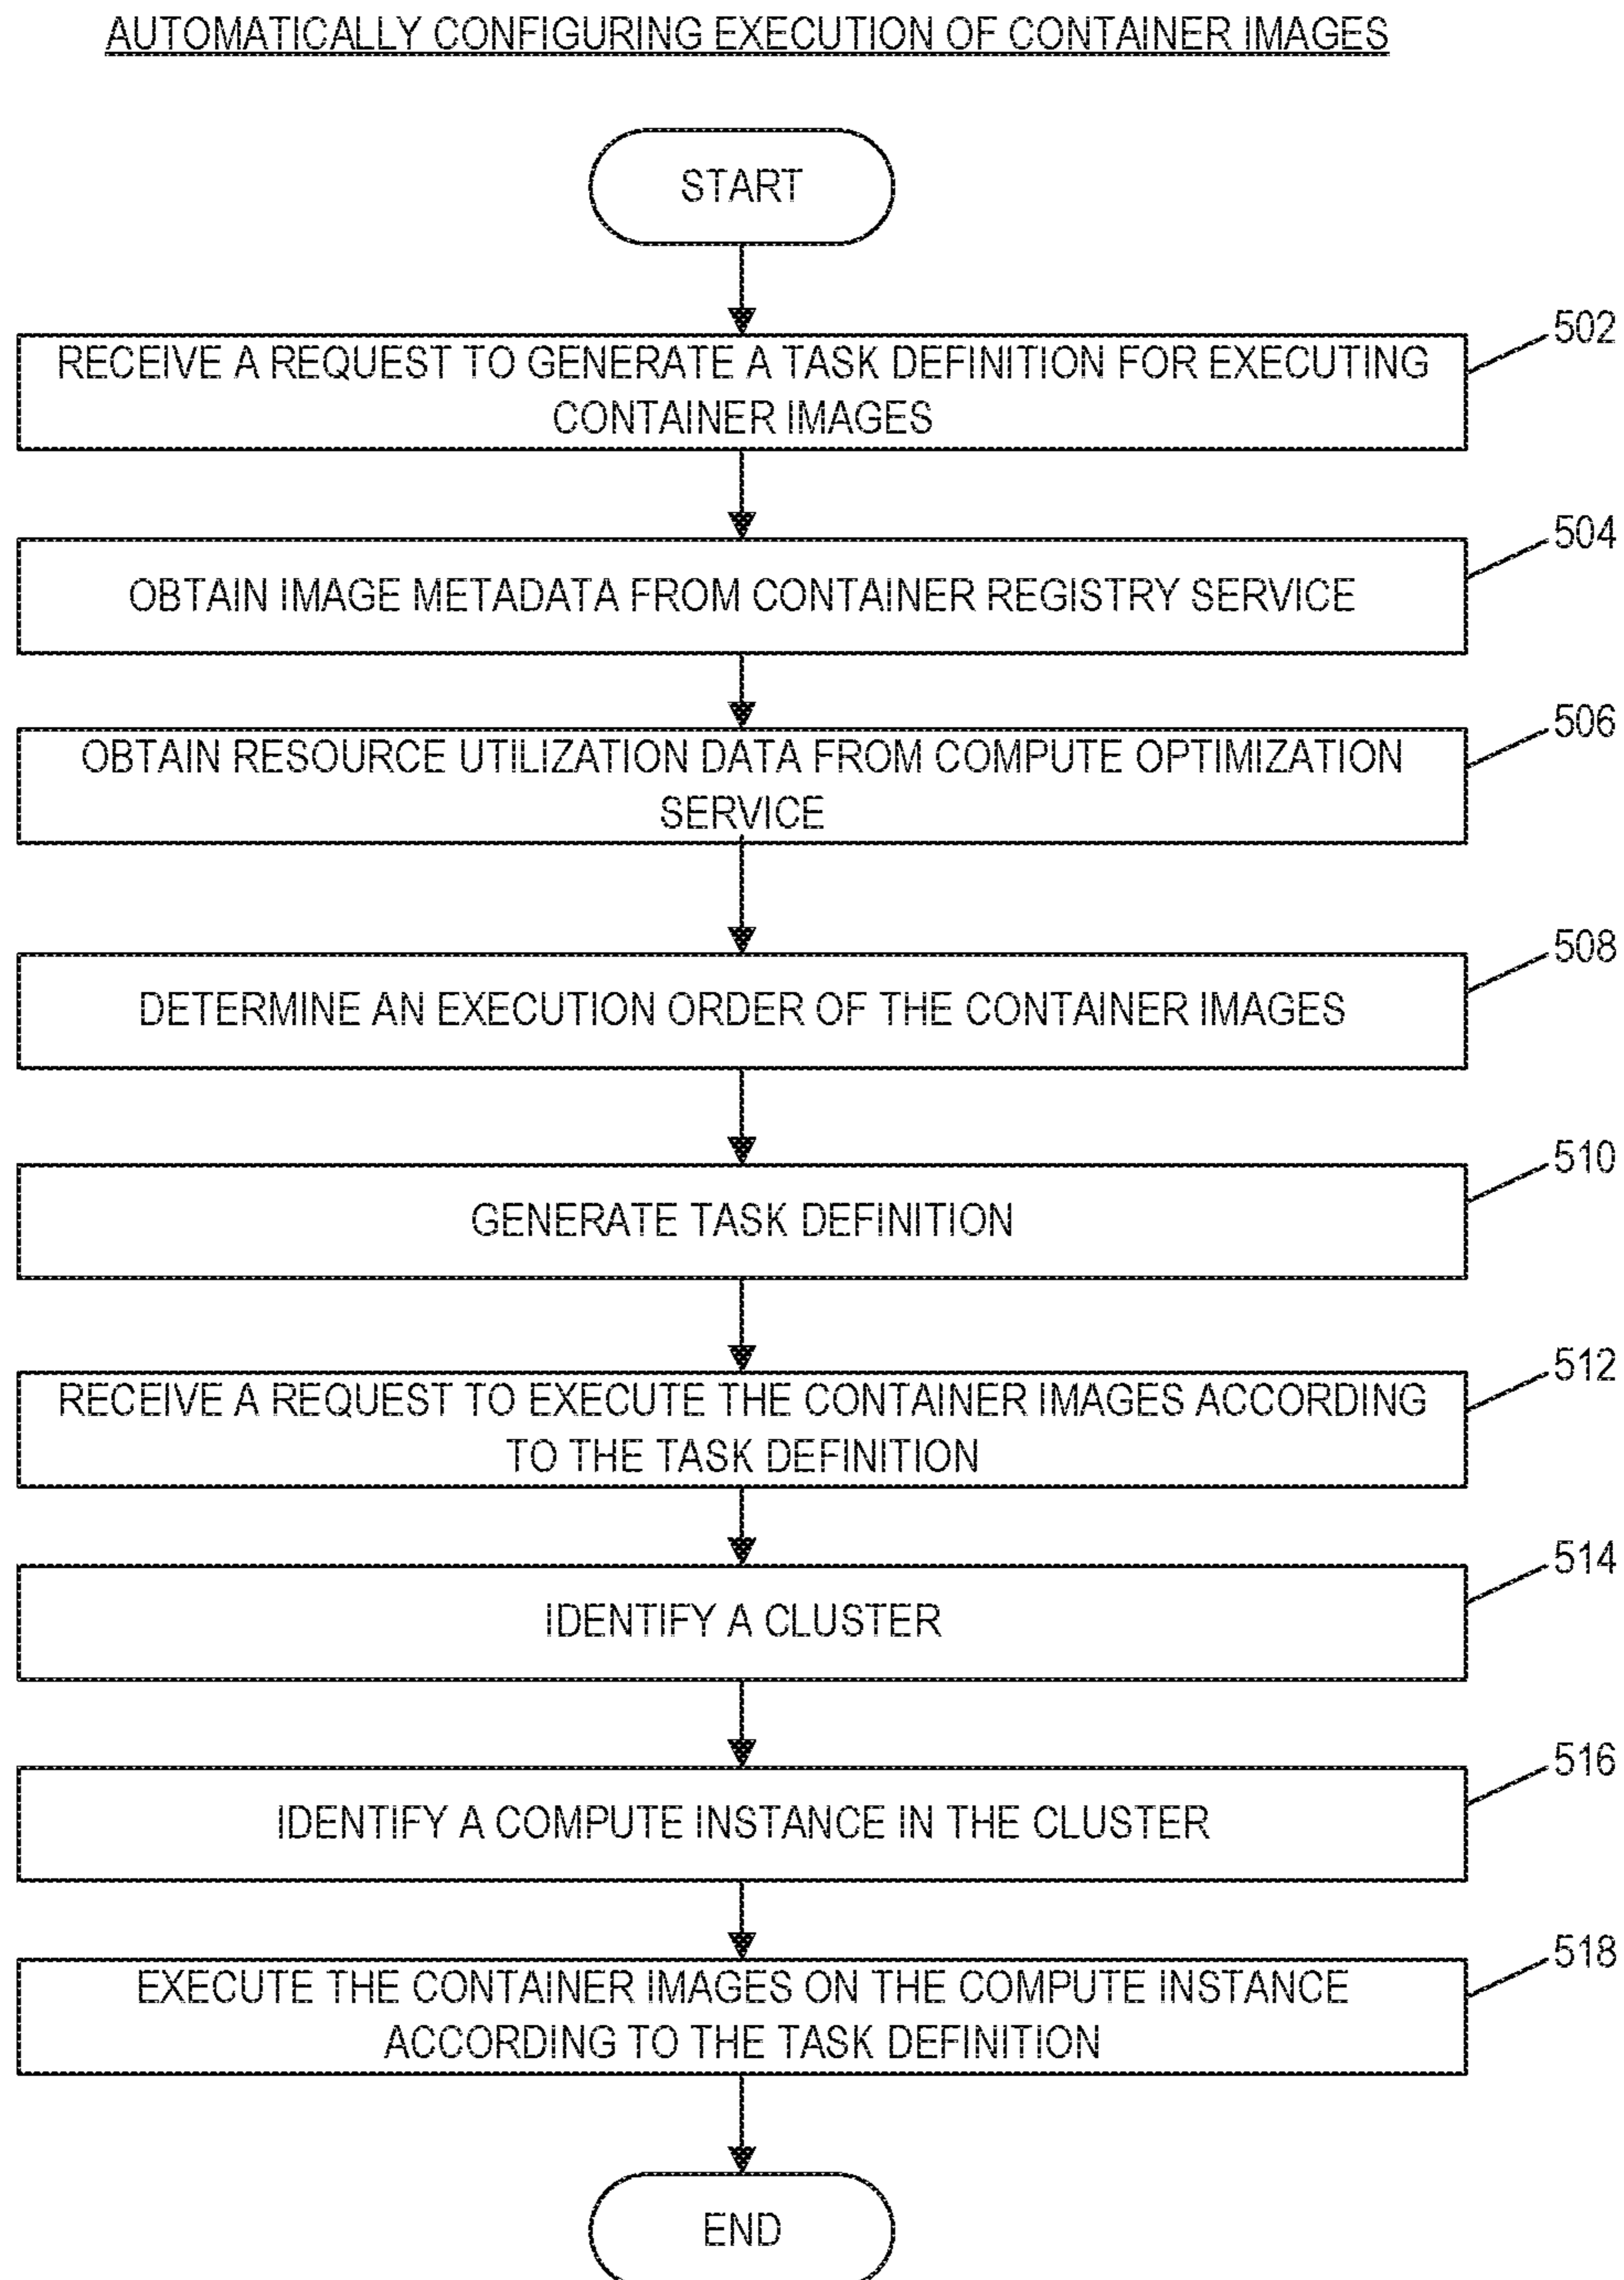 AUTOMATICALLY CONFIGURING EXECUTION OF CONTAINER IMAGES
START
RECEIVE A REQUEST TO GENERATE A TASK DEFINITION FOR EXECUTING
CONTAINER IMAGES
502
OBTAIN IMAGE METADATA FROM CONTAINER REGISTRY SERVICE
504
OBTAIN RESOURCE UTILIZATION DATA FROM COMPUTE OPTIMIZATION
SERVICE
506
DETERMINE AN EXECUTION ORDER OF THE CONTAINER IMAGES
508
GENERATE TASK DEFINITION
510
RECEIVE A REQUEST TO EXECUTE THE CONTAINER IMAGES ACCORDING
TO THE TASK DEFINITION
512
IDENTIFY A CLUSTER
514
IDENTIFY A COMPUTE INSTANCE IN THE CLUSTER
516
EXECUTE THE CONTAINER IMAGES ON THE COMPUTE INSTANCE
ACCORDING TO THE TASK DEFINITION
518
END